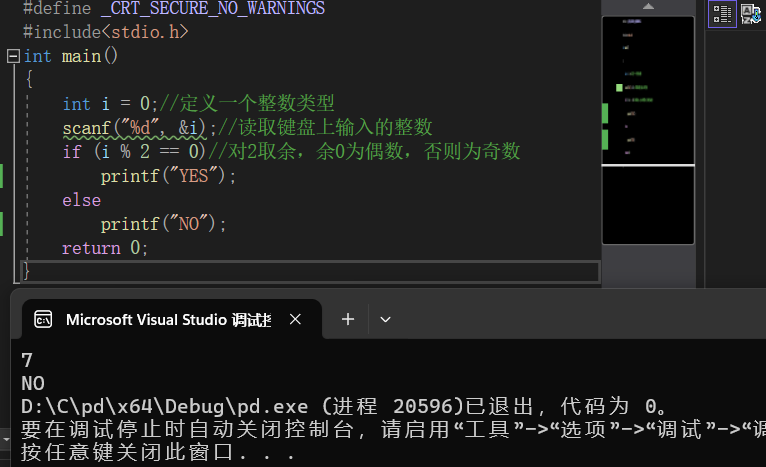 #define _CRT_SECURE_NO_WARNINGS
#include<stdio.h>
int main()
{
int i = 0;//定义一个整数类型
scanf("%d", &i);//读取键盘上输入的整数
if (i % 2 == 0)//对2取余，余0为偶数，否则为奇数
printf("YES");
else
printf("NO");
return 0;
}
Microsoft Visual Studio 调试
7
NO
D:\C\pd\x64\Debug\pd.exe (进程 20596)已退出，代码为 0。
要在调试停止时自动关闭控制台，请启用“工具”->“选项”->“调试”->“调
按任意键关闭此窗口. . .